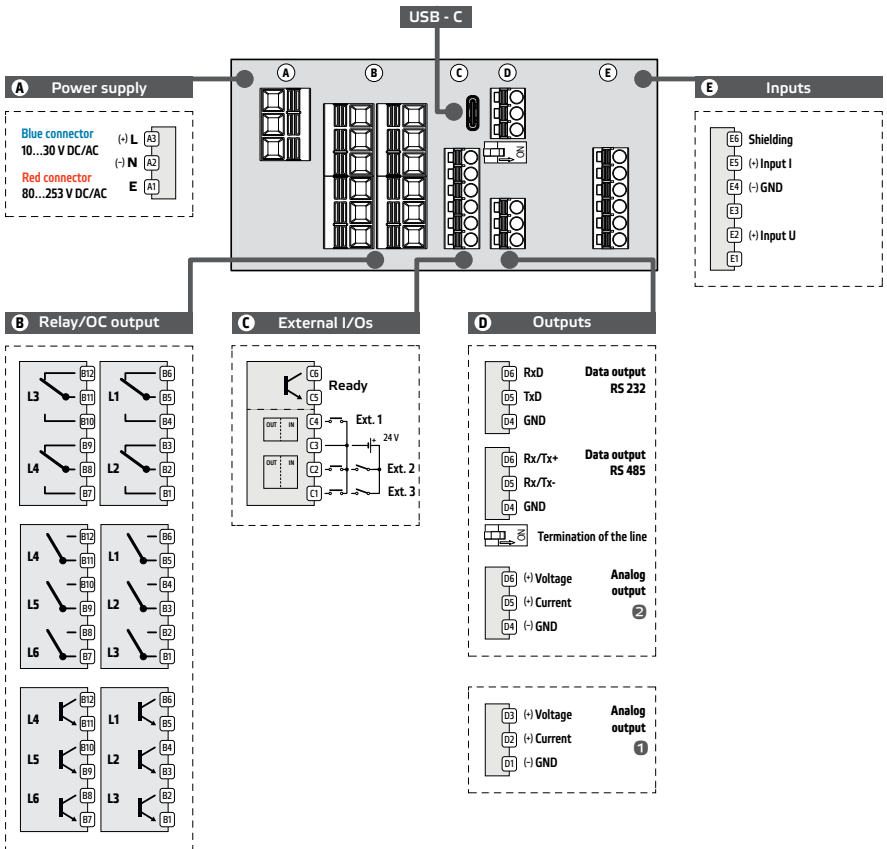 USB - C
A
B
C
D
E
ON
A Power supply
Blue connector
10...30 V DC/AC
Red connector
80...253 V DC/AC
(+) L A3
(-) N A2
E A1
E Inputs
E6 Shielding
E5 (+) Input I
E4 (-) GND
E3
E2 (+) Input U
E1
B Relay/OC output
L3 B12 B11 B10
L1 B6 B5 B4
L4 B9 B8 B7
L2 B3 B2 B1
L4 B12 B11
L1 B6 B5
L5 B10 B9
L2 B4 B3
L6 B8 B7
L3 B2 B1
L4 B12 B11
L1 B6 B5
L5 B10 B9
L2 B4 B3
L6 B8 B7
L3 B2 B1
C External I/Os
C6
C5
Ready
OUT IN
C4 Ext. 1
C3 + 24 V
OUT IN
C2 Ext. 2
C1 Ext. 3
D Outputs
D6 RxD
D5 TxD
D4 GND
Data output
RS 232
D6 Rx/Tx+
D5 Rx/Tx-
D4 GND
Data output
RS 485
ON Termination of the line
D6 (+) Voltage
D5 (+) Current
D4 (-) GND
Analog
output
2
D3 (+) Voltage
D2 (+) Current
D1 (-) GND
Analog
output
1